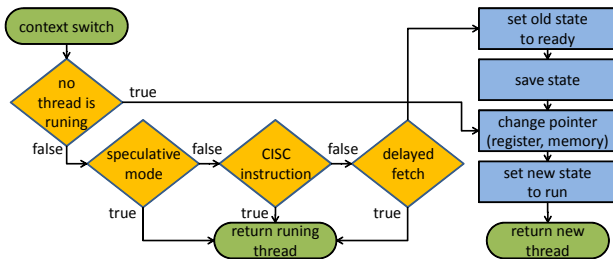 context switch
no
thread is
runing
true
false
speculative
mode
false
true
CISC
instruction
false
true
delayed
fetch
true
return runing
thread
set old state
to ready
save state
change pointer
(register, memory)
set new state
to run
return new
thread